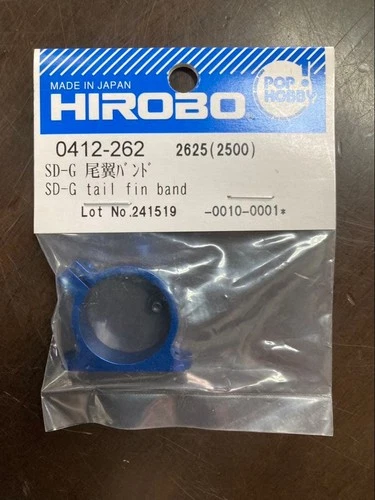 MADE IN JAPAN
HIROBO
POP
HOBBY
0412-262 2625(2500)
SD-G 尾翼ﾊﾞﾝﾄﾞ
SD-G tail fin band
Lot No.241519 -0010-0001*